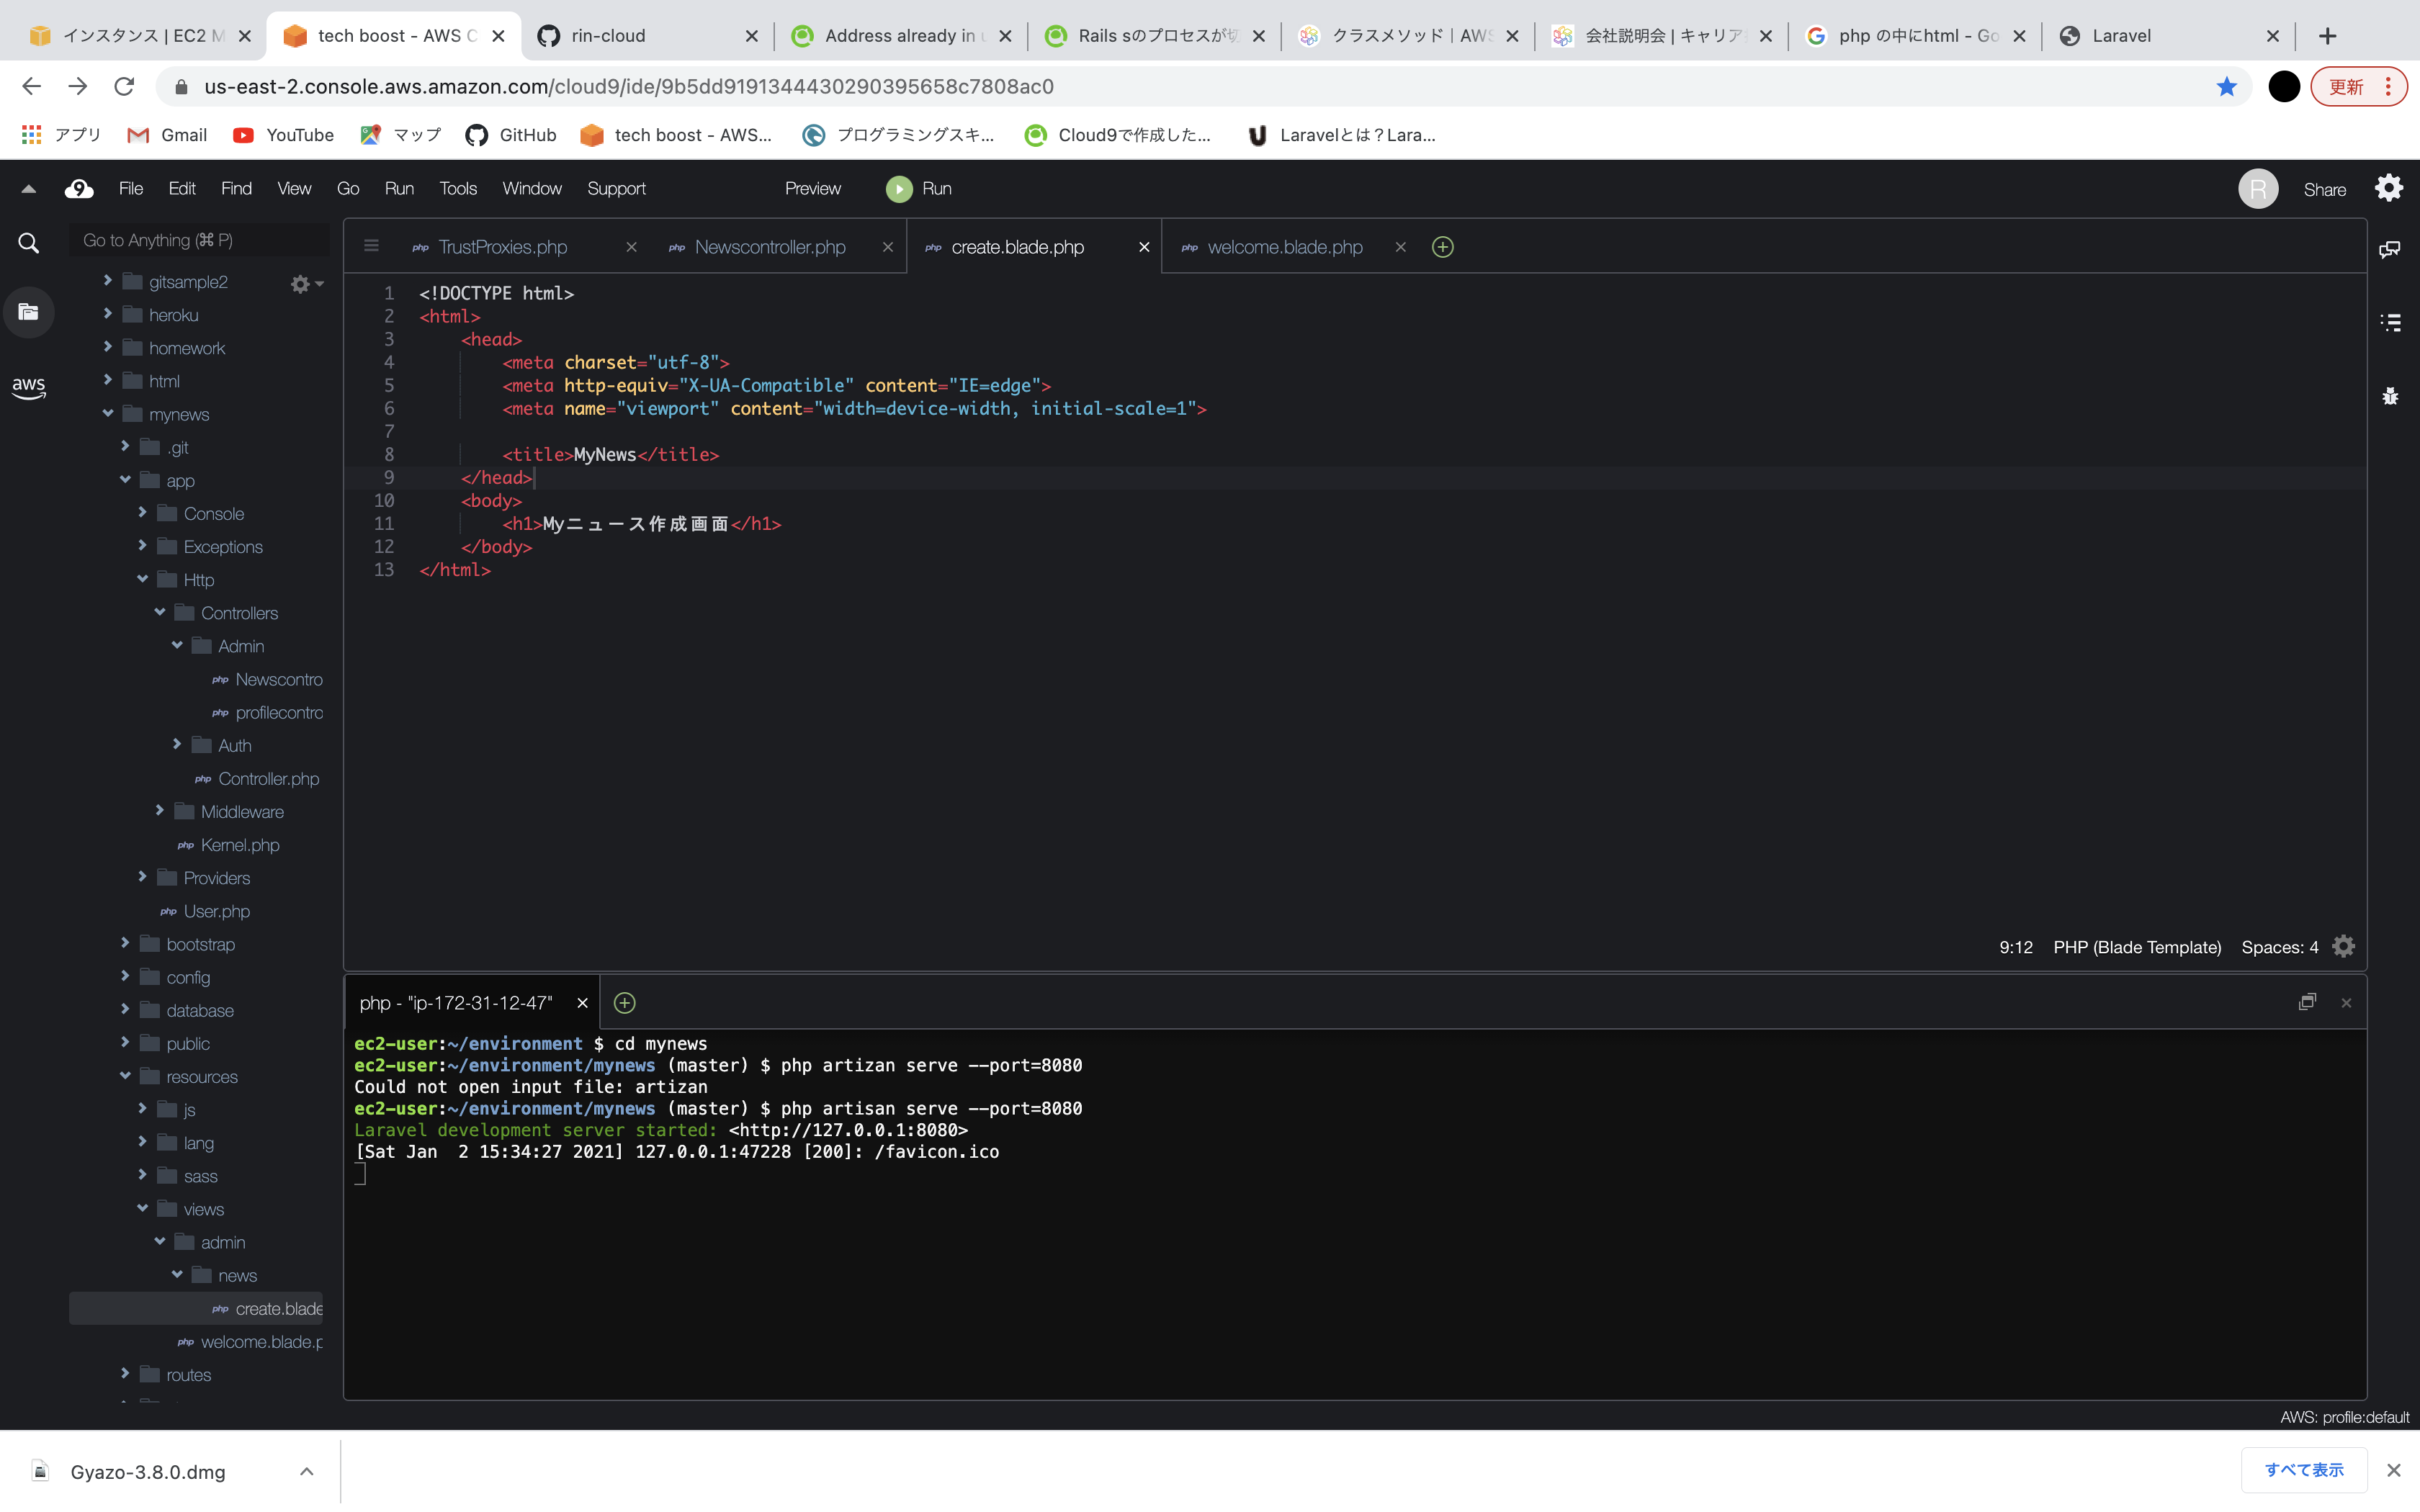 インスタンス | EC2 M
tech boost - AWS C
rin-cloud
Address already in u
Rails sのプロセスが切
クラスメソッド｜AWS
会社説明会 | キャリア
php の中にhtml - Go
Laravel
us-east-2.console.aws.amazon.com/cloud9/ide/9b5dd9191344430290395658c7808ac0
更新
アプリ
Gmail
YouTube
マップ
GitHub
tech boost - AWS...
プログラミングスキ...
Cloud9で作成した...
Laravelとは？Lara...
9 File Edit Find View Go Run Tools Window Support Preview Run
R Share
Go to Anything (⌘ P)
TrustProxies.php
Newscontroller.php
create.blade.php
welcome.blade.php
aws
gitsample2
heroku
homework
html
mynews
.git
app
Console
Exceptions
Http
Controllers
Admin
php Newscontro
php profilecontro
Auth
php Controller.php
Middleware
php Kernel.php
Providers
php User.php
bootstrap
config
database
public
resources
js
lang
sass
views
admin
news
php create.blade
php welcome.blade.p
routes
1 <!DOCTYPE html>
2 <html>
3 <head>
4 <meta charset="utf-8">
5 <meta http-equiv="X-UA-Compatible" content="IE=edge">
6 <meta name="viewport" content="width=device-width, initial-scale=1">
7
8 <title>MyNews</title>
9 </head>
10 <body>
11 <h1>Myニュース作成画面</h1>
12 </body>
13 </html>
9:12 PHP (Blade Template) Spaces: 4
php - "ip-172-31-12-47"
ec2-user:~/environment $ cd mynews
ec2-user:~/environment/mynews (master) $ php artizan serve --port=8080
Could not open input file: artizan
ec2-user:~/environment/mynews (master) $ php artisan serve --port=8080
Laravel development server started: <http://127.0.0.1:8080>
[Sat Jan  2 15:34:27 2021] 127.0.0.1:47228 [200]: /favicon.ico
AWS: profile:default
Gyazo-3.8.0.dmg
すべて表示